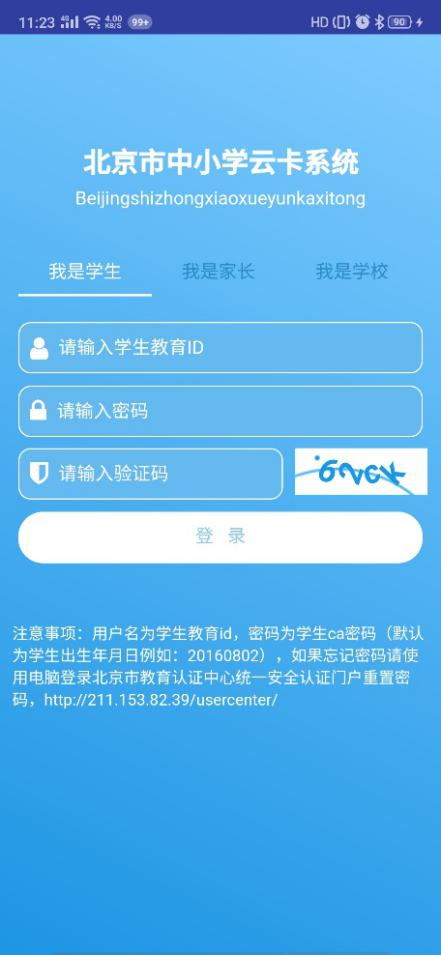 11:23 4G 4.00 KB/S 99+ HD 90
北京市中小学云卡系统
Beijingshizhongxiaoxueyunkaxitong
我是学生 我是家长 我是学校
请输入学生教育ID
请输入密码
请输入验证码
登 录
注意事项：用户名为学生教育id，密码为学生ca密码（默认
为学生出生年月日例如：20160802），如果忘记密码请使
用电脑登录北京市教育认证中心统一安全认证门户重置密
码，http://211.153.82.39/usercenter/